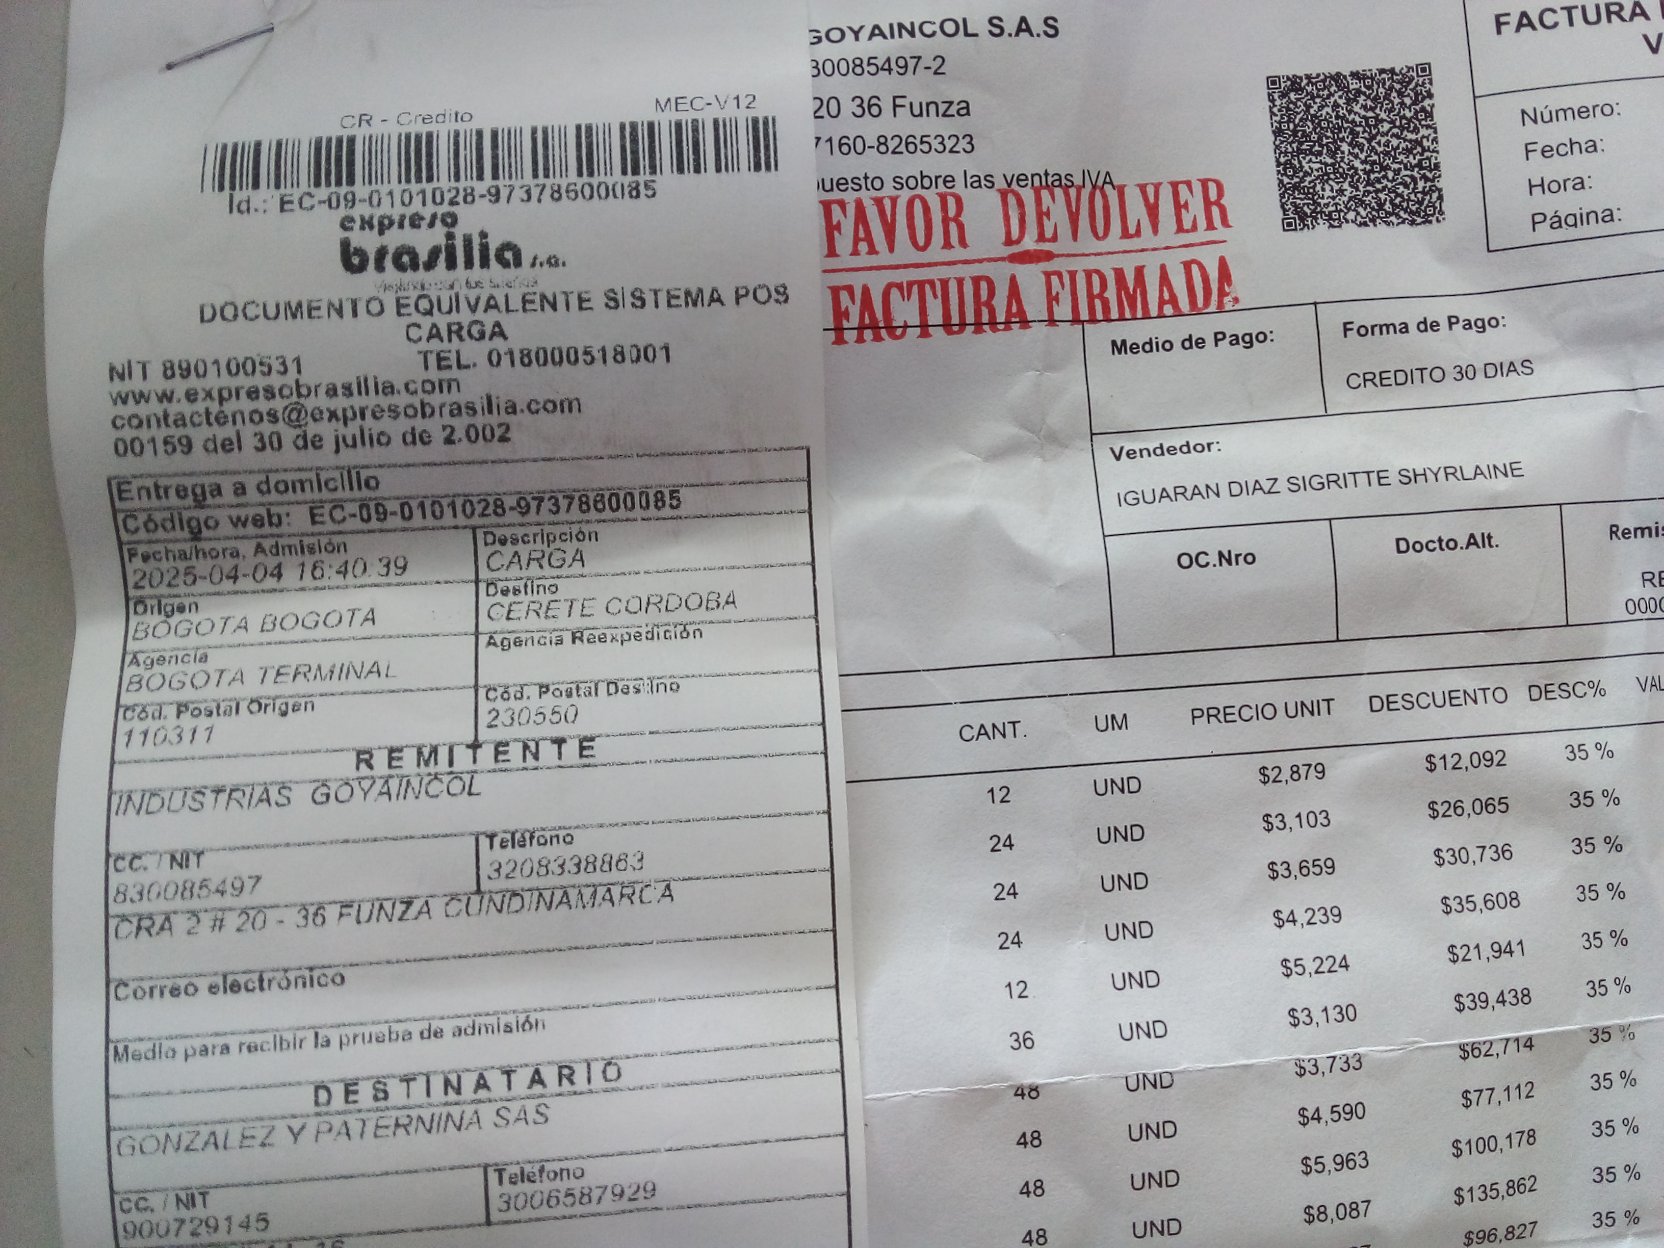 CR - Credito MEC-V12
Id.: EC-09-0101028-97378600085
expreso
brasilia s.a.
DOCUMENTO EQUIVALENTE SISTEMA POS
CARGA
NIT 890100531 TEL. 018000518001
www.expresobrasilia.com
contactenos@expresobrasilia.com
00159 del 30 de julio de 2.002
Entrega a domicilio
Código web: EC-09-0101028-97378600085
Fecha/hora, Admisión Descripción
2025-04-04 16:40:39 CARGA
Origen Destino
BOGOTA BOGOTA CERETE CORDOBA
Agencia Agencia Reexpedición
BOGOTA TERMINAL
Cód. Postal Origen Cód. Postal Destino
110311 230550
REMITENTE
INDUSTRIAS GOYAINCOL
CC. / NIT Teléfono
830085497 3208338863
CRA 2 # 20 - 36 FUNZA CUNDINAMARCA
Correo electrónico
Medio para recibir la prueba de admisión
DESTINATARIO
GONZALEZ Y PATERNINA SAS
CC. / NIT Teléfono
900729145 3006587929
GOYAINCOL S.A.S
30085497-2
20 36 Funza
7160-8265323
uesto sobre las ventas IVA
FAVOR DEVOLVER
FACTURA FIRMADA
FACTURA
V
Número:
Fecha:
Hora:
Página:
Medio de Pago: Forma de Pago:
CREDITO 30 DIAS
Vendedor:
IGUARAN DIAZ SIGRITTE SHYRLAINE
OC.Nro Docto.Alt. Remis
RE
000
CANT. UM PRECIO UNIT DESCUENTO DESC% VAL
12 UND $2,879 $12,092 35 %
24 UND $3,103 $26,065 35 %
24 UND $3,659 $30,736 35 %
24 UND $4,239 $35,608 35 %
12 UND $5,224 $21,941 35 %
36 UND $3,130 $39,438 35 %
48 UND $3,733 $62,714 35 %
48 UND $4,590 $77,112 35 %
48 UND $5,963 $100,178 35 %
48 UND $8,087 $135,862 35 %
$96,827 35 %